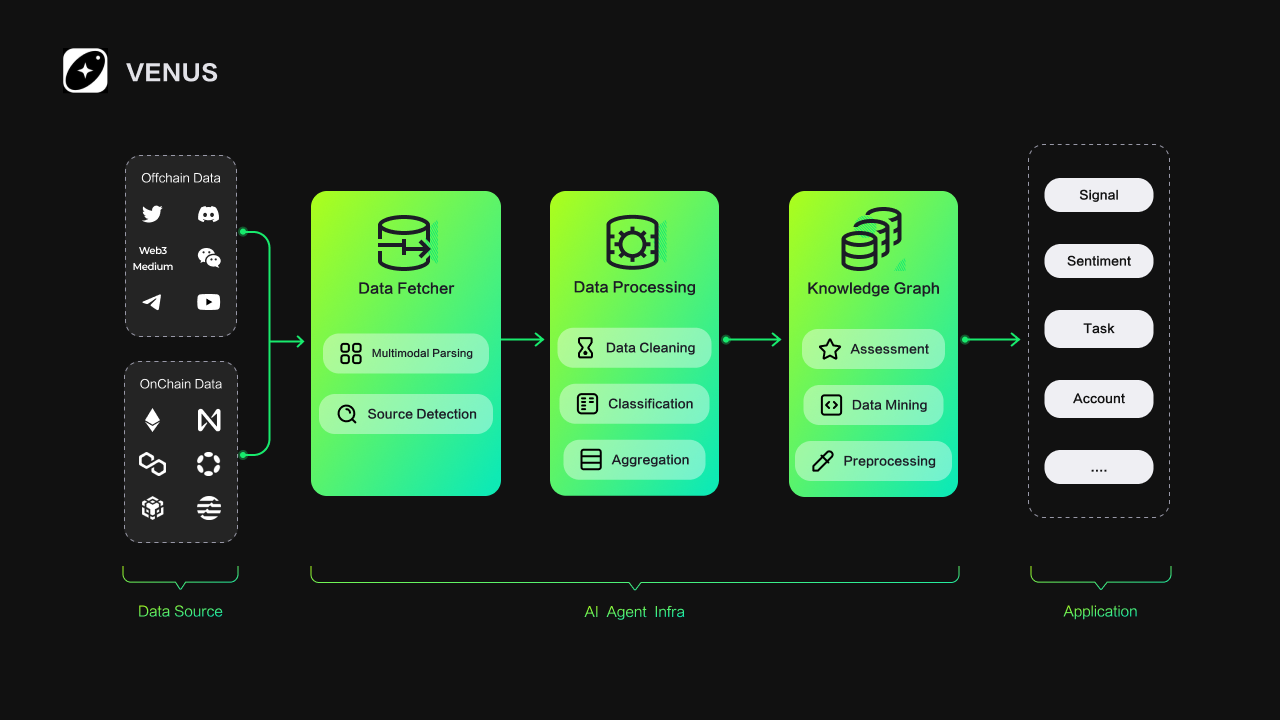 VENUS
Offchain Data
Web3
Medium
OnChain Data
Data Source
Data Fetcher
Multimodal Parsing
Source Detection
Data Processing
Data Cleaning
Classification
Aggregation
Knowledge Graph
Assessment
Data Mining
Preprocessing
AI Agent Infra
Signal
Sentiment
Task
Account
....
Application